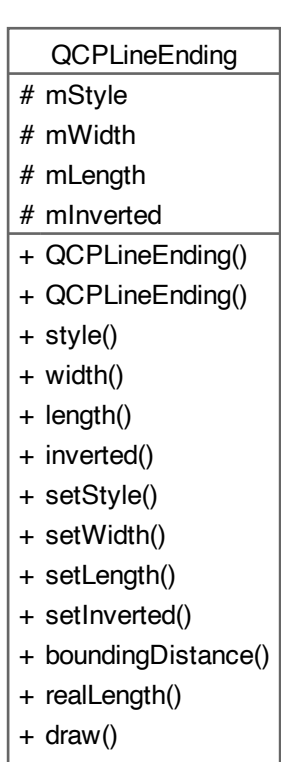 QCPLineEnding
# mStyle
# mWidth
# mLength
# mInverted
+ QCPLineEnding()
+ QCPLineEnding()
+ style()
+ width()
+ length()
+ inverted()
+ setStyle()
+ setWidth()
+ setLength()
+ setInverted()
+ boundingDistance()
+ realLength()
+ draw()